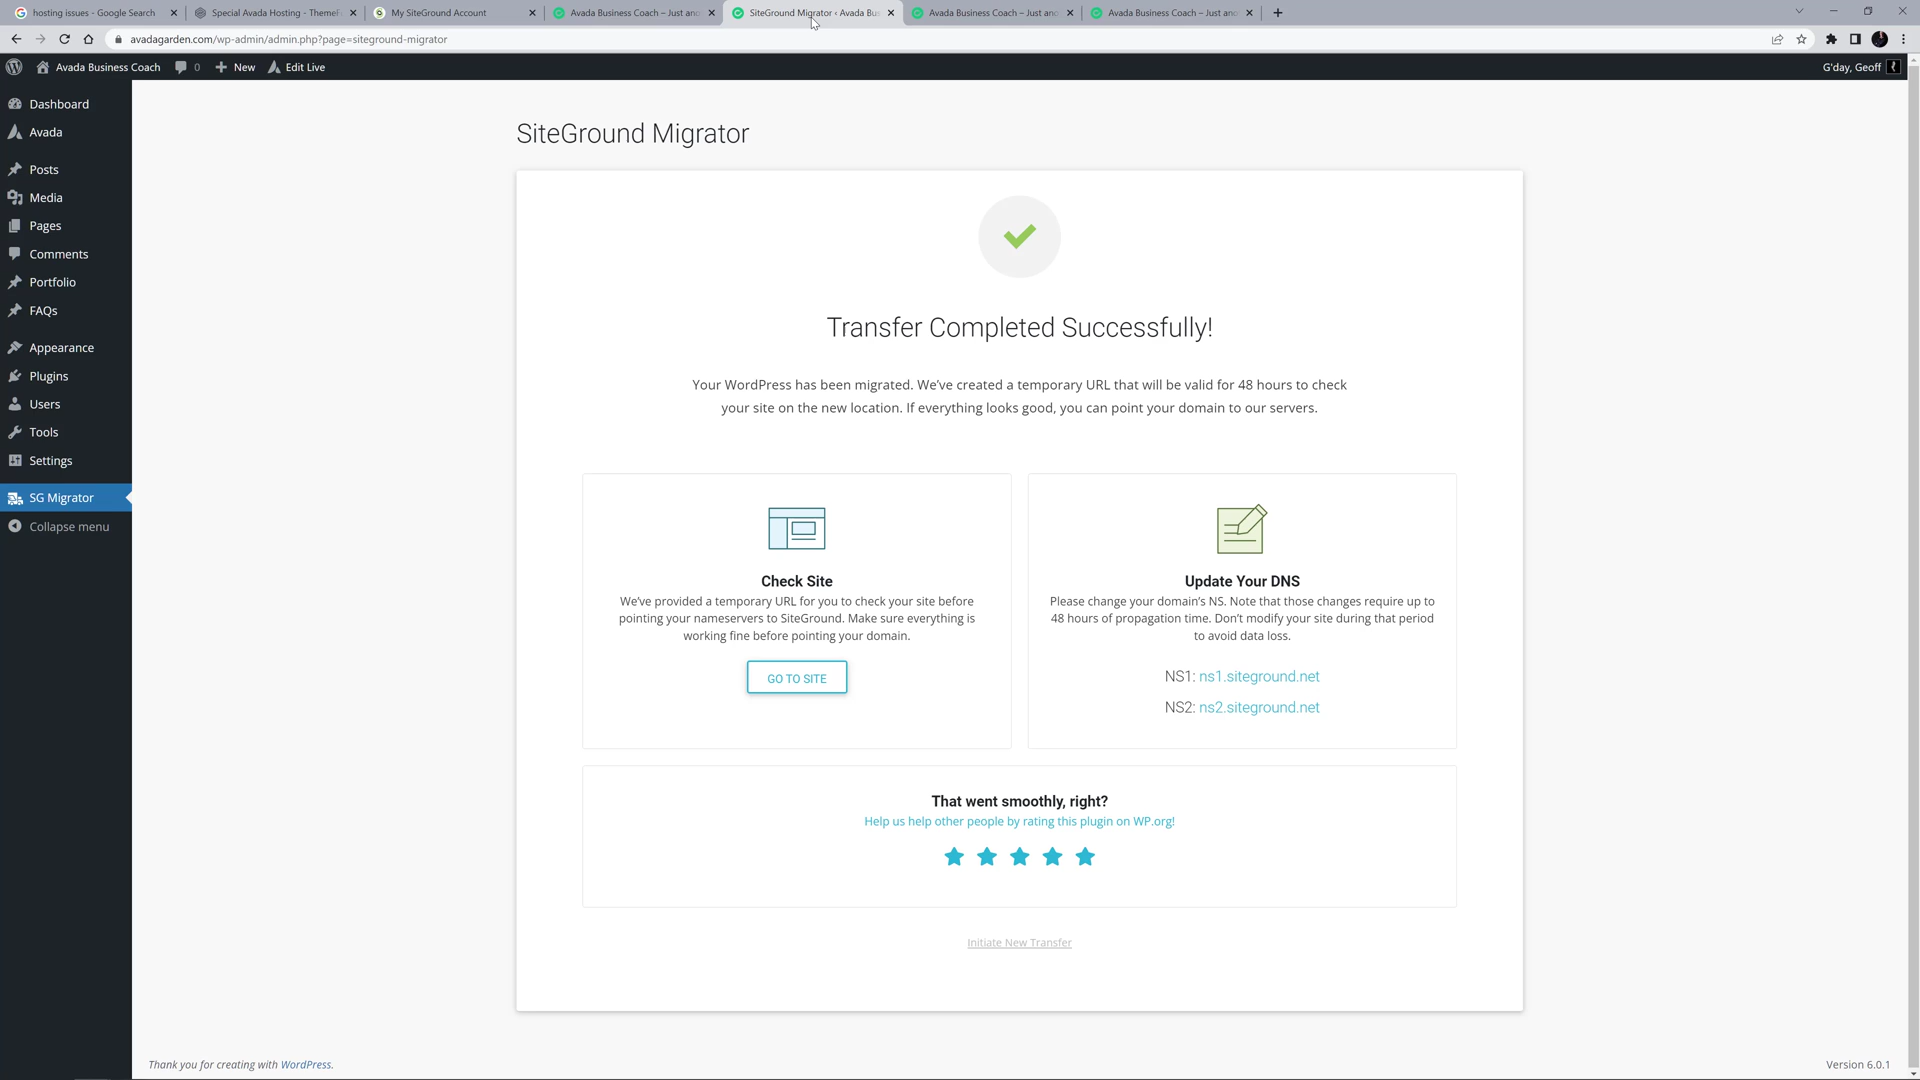 hosting issues - Google Search
Special Avada Hosting - ThemeF
My SiteGround Account
Avada Business Coach – Just ano
SiteGround Migrator ‹ Avada Bus
Avada Business Coach – Just ano
Avada Business Coach – Just ano
avadagarden.com/wp-admin/admin.php?page=siteground-migrator
Avada Business Coach
0
New
Edit Live
G'day, Geoff
Dashboard
Avada
Posts
Media
Pages
Comments
Portfolio
FAQs
Appearance
Plugins
Users
Tools
Settings
SG Migrator
Collapse menu
SiteGround Migrator
Transfer Completed Successfully!
Your WordPress has been migrated. We've created a temporary URL that will be valid for 48 hours to check
your site on the new location. If everything looks good, you can point your domain to our servers.
Check Site
We've provided a temporary URL for you to check your site before
pointing your nameservers to SiteGround. Make sure everything is
working fine before pointing your domain.
GO TO SITE
Update Your DNS
Please change your domain's NS. Note that those changes require up to
48 hours of propagation time. Don't modify your site during that period
to avoid data loss.
NS1: ns1.siteground.net
NS2: ns2.siteground.net
That went smoothly, right?
Help us help other people by rating this plugin on WP.org!
Initiate New Transfer
Thank you for creating with WordPress.
Version 6.0.1